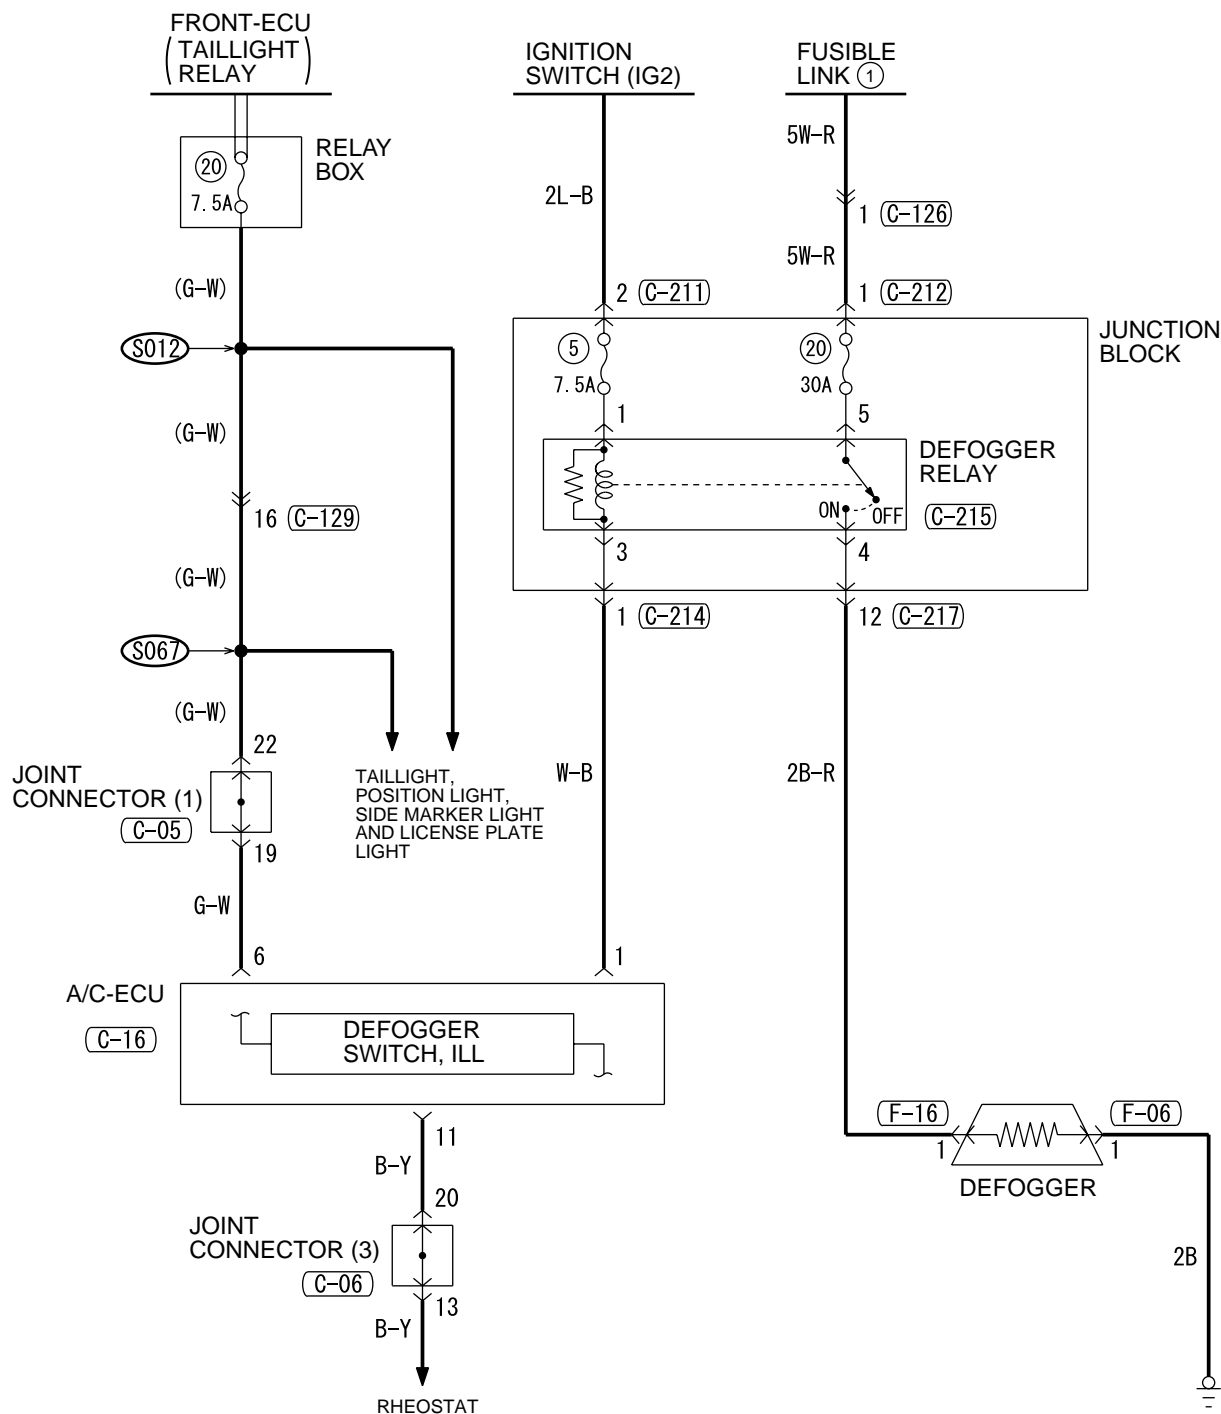 FRONT-ECU
TAILLIGHT
RELAY
IGNITION
SWITCH (IG2)
FUSIBLE
LINK 1
RELAY
BOX
20
7.5A
5W-R
2L-B
1 C-126
5W-R
(G-W)
2 C-211
1 C-212
S012
5
7.5A
20
30A
JUNCTION
BLOCK
(G-W)
1
5
DEFOGGER
RELAY
ON
OFF
C-215
16 C-129
3
4
(G-W)
1 C-214
12 C-217
S067
(G-W)
22
JOINT
CONNECTOR (1)
C-05
19
TAILLIGHT,
POSITION LIGHT,
SIDE MARKER LIGHT
AND LICENSE PLATE
LIGHT
W-B
2B-R
G-W
6
1
A/C-ECU
C-16
DEFOGGER
SWITCH, ILL
11
B-Y
20
JOINT
CONNECTOR (3)
C-06
13
B-Y
RHEOSTAT
F-16
1
F-06
1
DEFOGGER
2B